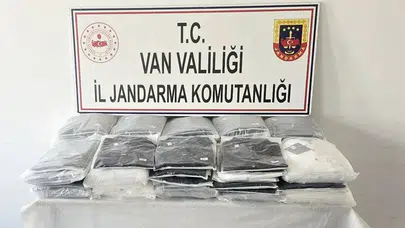 T.C.
VAN VALİLİĞİ
İL JANDARMA KOMUTANLIĞI